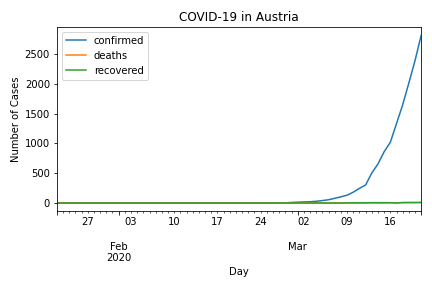 COVID-19 in Austria
confirmed
deaths
recovered
Number of Cases
2500
2000
1500
1000
500
0
27 03 10 17 24 02 09 16
Feb Mar
2020
Day